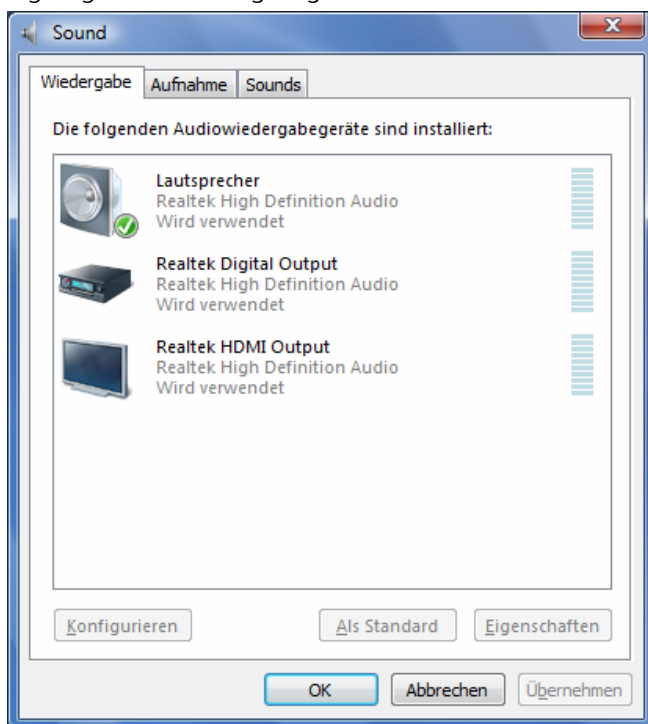 Sound
Wiedergabe Aufnahme Sounds
Die folgenden Audiowiedergabegeräte sind installiert:
Lautsprecher
Realtek High Definition Audio
Wird verwendet
Realtek Digital Output
Realtek High Definition Audio
Wird verwendet
Realtek HDMI Output
Realtek High Definition Audio
Wird verwendet
Konfigurieren Als Standard Eigenschaften
OK Abbrechen Übernehmen